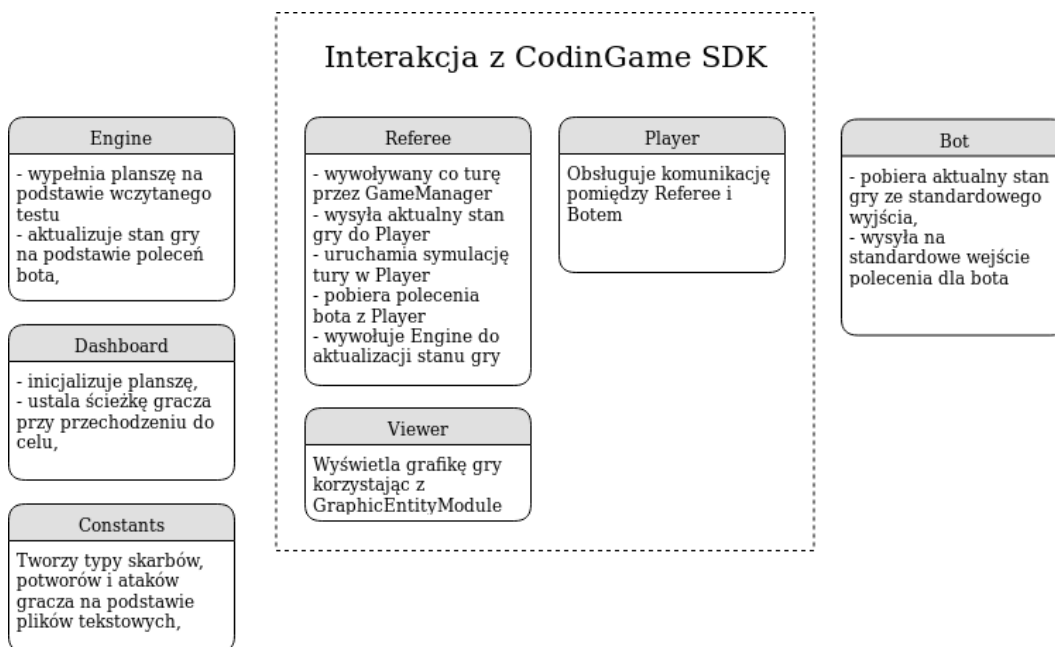 Interakcja z CodinGame SDK
Engine
- wypełnia planszę na
podstawie wczytanego
testu
- aktualizuje stan gry
na podstawie poleceń
bota,
Dashboard
- inicjalizuje planszę,
- ustala ścieżkę gracza
przy przechodzeniu do
celu,
Constants
Tworzy typy skarbów,
potworów i ataków
gracza na podstawie
plików tekstowych,
Referee
- wywoływany co turę
przez GameManager
- wysyła aktualny stan
gry do Player
- uruchamia symulację
tury w Player
- pobiera polecenia
bota z Player
- wywołuje Engine do
aktualizacji stanu gry
Viewer
Wyświetla grafikę gry
korzystając z
GraphicEntityModule
Player
Obsługuje komunikację
pomiędzy Referee i
Botem
Bot
- pobiera aktualny stan
gry ze standardowego
wyjścia,
- wysyła na
standardowe wejście
polecenia dla bota